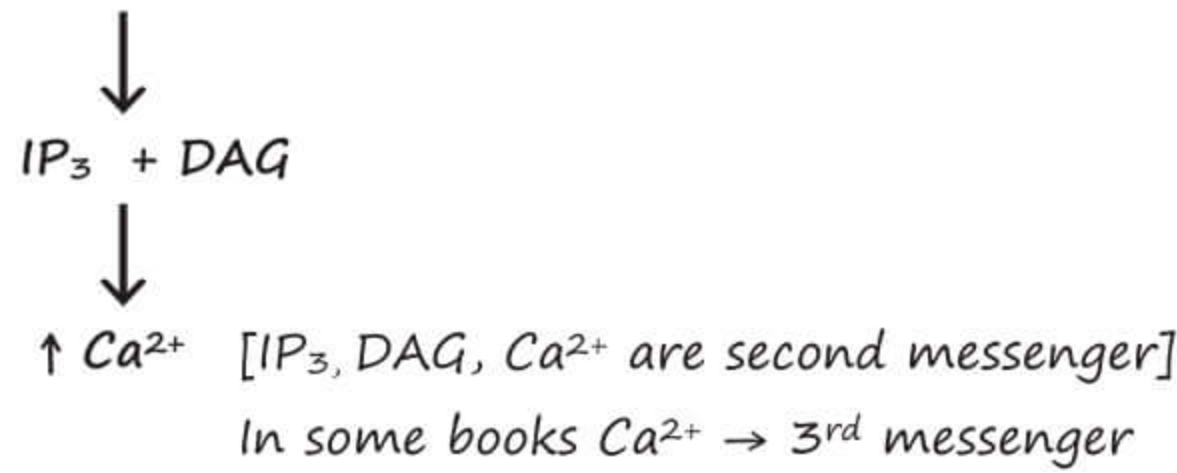 ↓
IP₃ + DAG
↓
↑ Ca²⁺ [IP₃, DAG, Ca²⁺ are second messenger]
In some books Ca²⁺ → 3ʳᵈ messenger